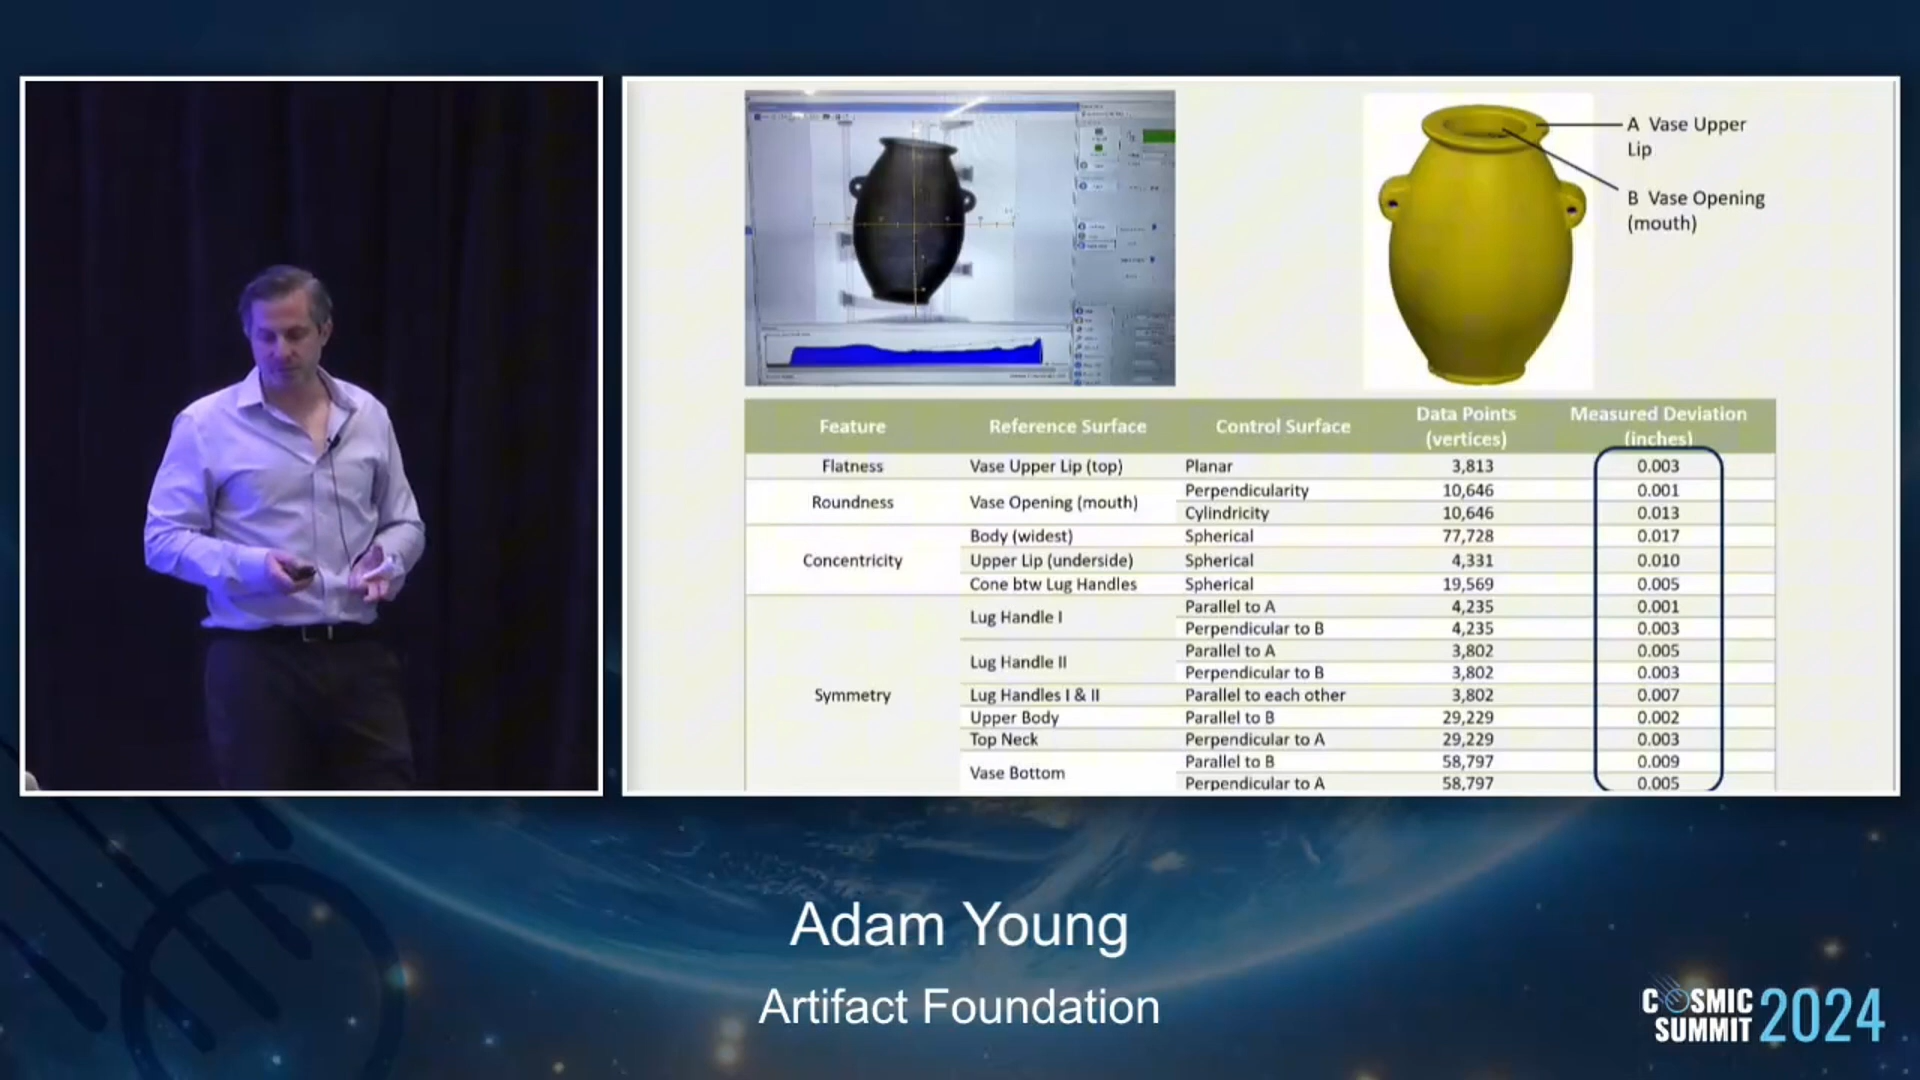 A Vase Upper
Lip
B Vase Opening
(mouth)
Feature Reference Surface Control Surface Data Points (vertices) Measured Deviation (inches)
Flatness Vase Upper Lip (top) Planar 3,813 0.003
Roundness Vase Opening (mouth) Perpendicularity 10,646 0.001
Cylindricity 10,646 0.013
Concentricity Body (widest) Spherical 77,728 0.017
Upper Lip (underside) Spherical 4,331 0.010
Cone btw Lug Handles Spherical 19,569 0.005
Symmetry Lug Handle I Parallel to A 4,235 0.001
Perpendicular to B 4,235 0.003
Lug Handle II Parallel to A 3,802 0.005
Perpendicular to B 3,802 0.003
Lug Handles I & II Parallel to each other 3,802 0.007
Upper Body Parallel to B 29,229 0.002
Top Neck Perpendicular to A 29,229 0.003
Vase Bottom Parallel to B 58,797 0.009
Perpendicular to A 58,797 0.005
Adam Young
Artifact Foundation
COSMIC
SUMMIT 2024